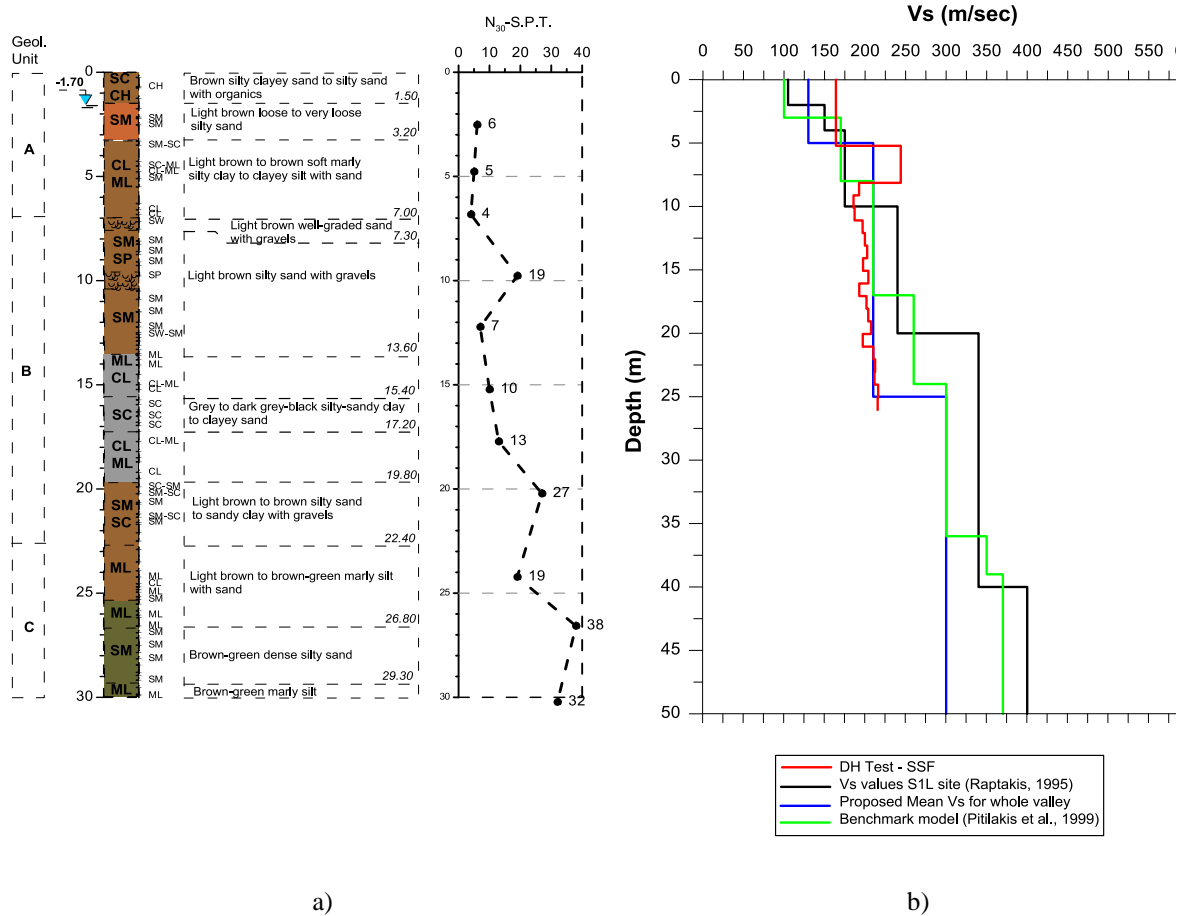 N30-S.P.T.
0 10 20 30 40
Geol.
Unit
-1.70
A
B
C
0
5
10
15
20
25
30
SC
CH
SM
CL
ML
SM
SP
SM
ML
CL
SC
CL
ML
SM
SC
ML
ML
SM
ML
CH
SM
SM
SM-SC
SC-ML
CL-ML
SM
CL
CL
SW
SM
SM
SM
SP
SM
SM
SM
SW-SM
ML
ML
CL-ML
CL
SC
SC
SC
CL-ML
CL
SC-SM
SM-SC
SM
SM-SC
SM
ML
CL
ML
SM
ML
ML
SM
SM
SM
SM
ML
Brown silty clayey sand to silty sand
with organics
1.50
Light brown loose to very loose
silty sand
3.20
Light brown to brown soft marly
silty clay to clayey silt with sand
7.00
Light brown well-graded sand
with gravels
7.30
Light brown silty sand with gravels
13.60
15.40
Grey to dark grey-black silty-sandy clay
to clayey sand
17.20
19.80
Light brown to brown silty sand
to sandy clay with gravels
22.40
Light brown to brown-green marly silt
with sand
26.80
Brown-green dense silty sand
29.30
Brown-green marly silt
0
5
10
15
20
25
30
6
5
4
19
7
10
13
27
19
38
32
a)
Vs (m/sec)
0 50 100 150 200 250 300 350 400 450 500 550
Depth (m)
0
5
10
15
20
25
30
35
40
45
50
DH Test - SSF
Vs values S1L site (Raptakis, 1995)
Proposed Mean Vs for whole valley
Benchmark model (Pitilakis et al., 1999)
b)